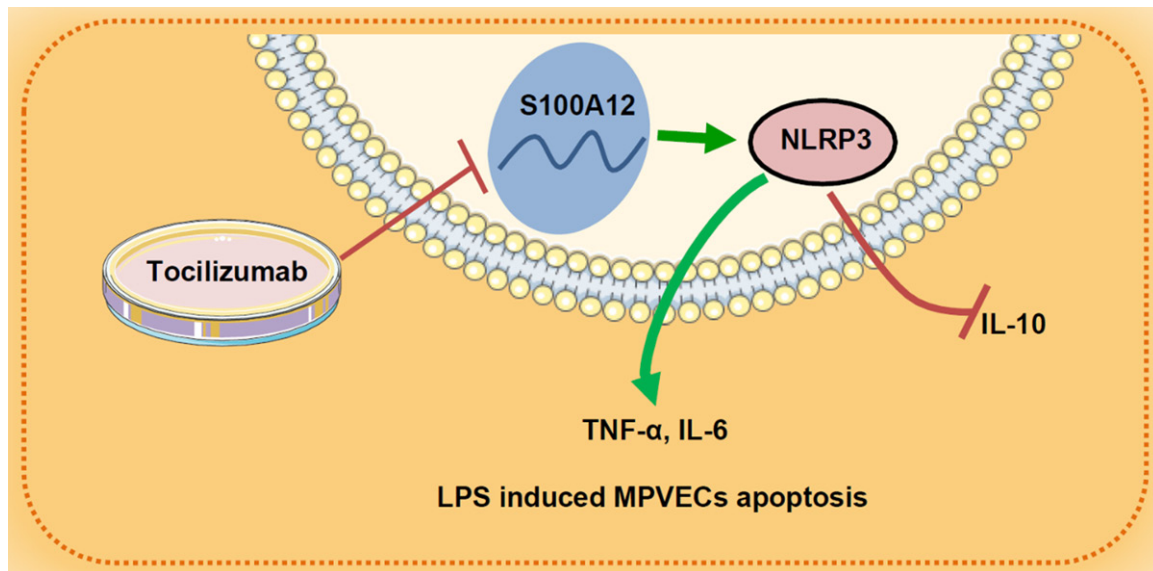 S100A12
NLRP3
Tocilizumab
IL-10
TNF-α, IL-6
LPS induced MPVECs apoptosis